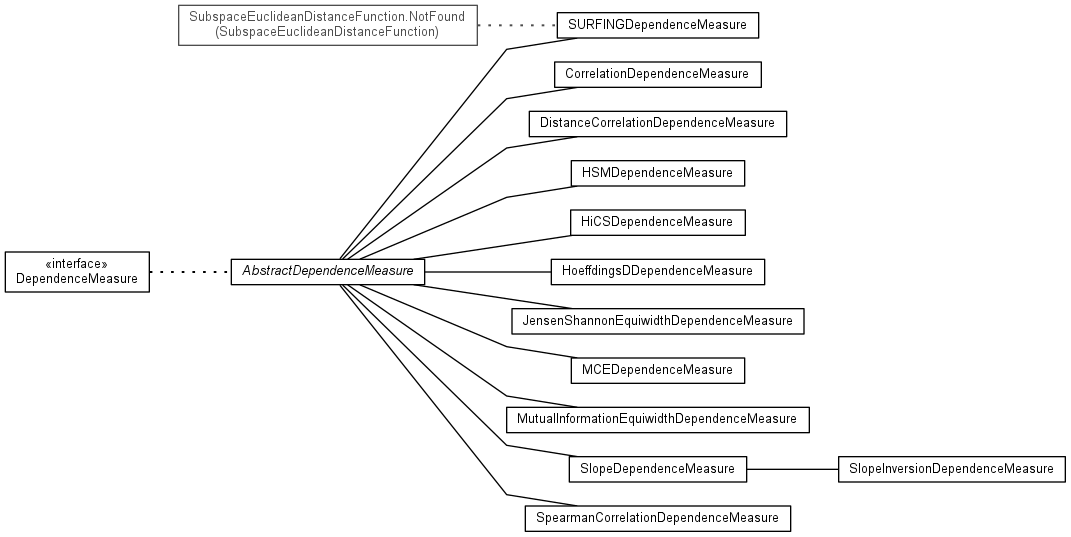 SubspaceEuclideanDistanceFunction.NotFound
(SubspaceEuclideanDistanceFunction)
SURFINGDependenceMeasure
CorrelationDependenceMeasure
DistanceCorrelationDependenceMeasure
HSMDependenceMeasure
HiCSDependenceMeasure
«interface»
DependenceMeasure
AbstractDependenceMeasure
HoeffdingsDDependenceMeasure
JensenShannonEquiwidthDependenceMeasure
MCEDependenceMeasure
MutualInformationEquiwidthDependenceMeasure
SlopeDependenceMeasure
SlopeInversionDependenceMeasure
SpearmanCorrelationDependenceMeasure